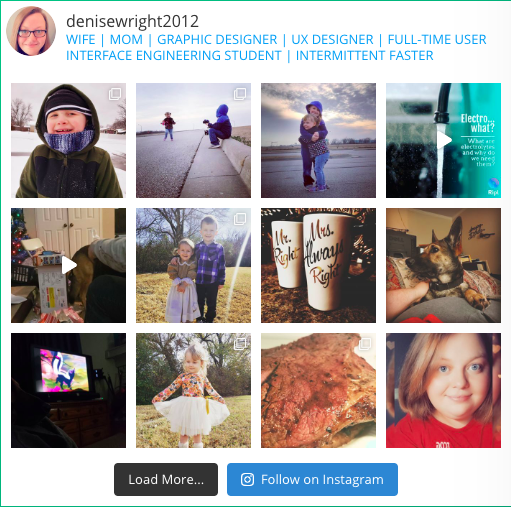 denisewright2012
WIFE | MOM | GRAPHIC DESIGNER | UX DESIGNER | FULL-TIME USER
INTERFACE ENGINEERING STUDENT | INTERMITTENT FASTER
Electro...
what?
What are
electrolytes
and why do
we need
them?
Mr.
Right
Mrs.
Always
Right
Load More...
Follow on Instagram